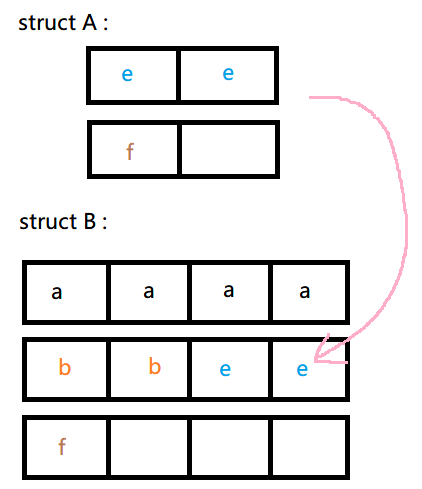 struct A :
e e
f
struct B :
a a a a
b b e e
f